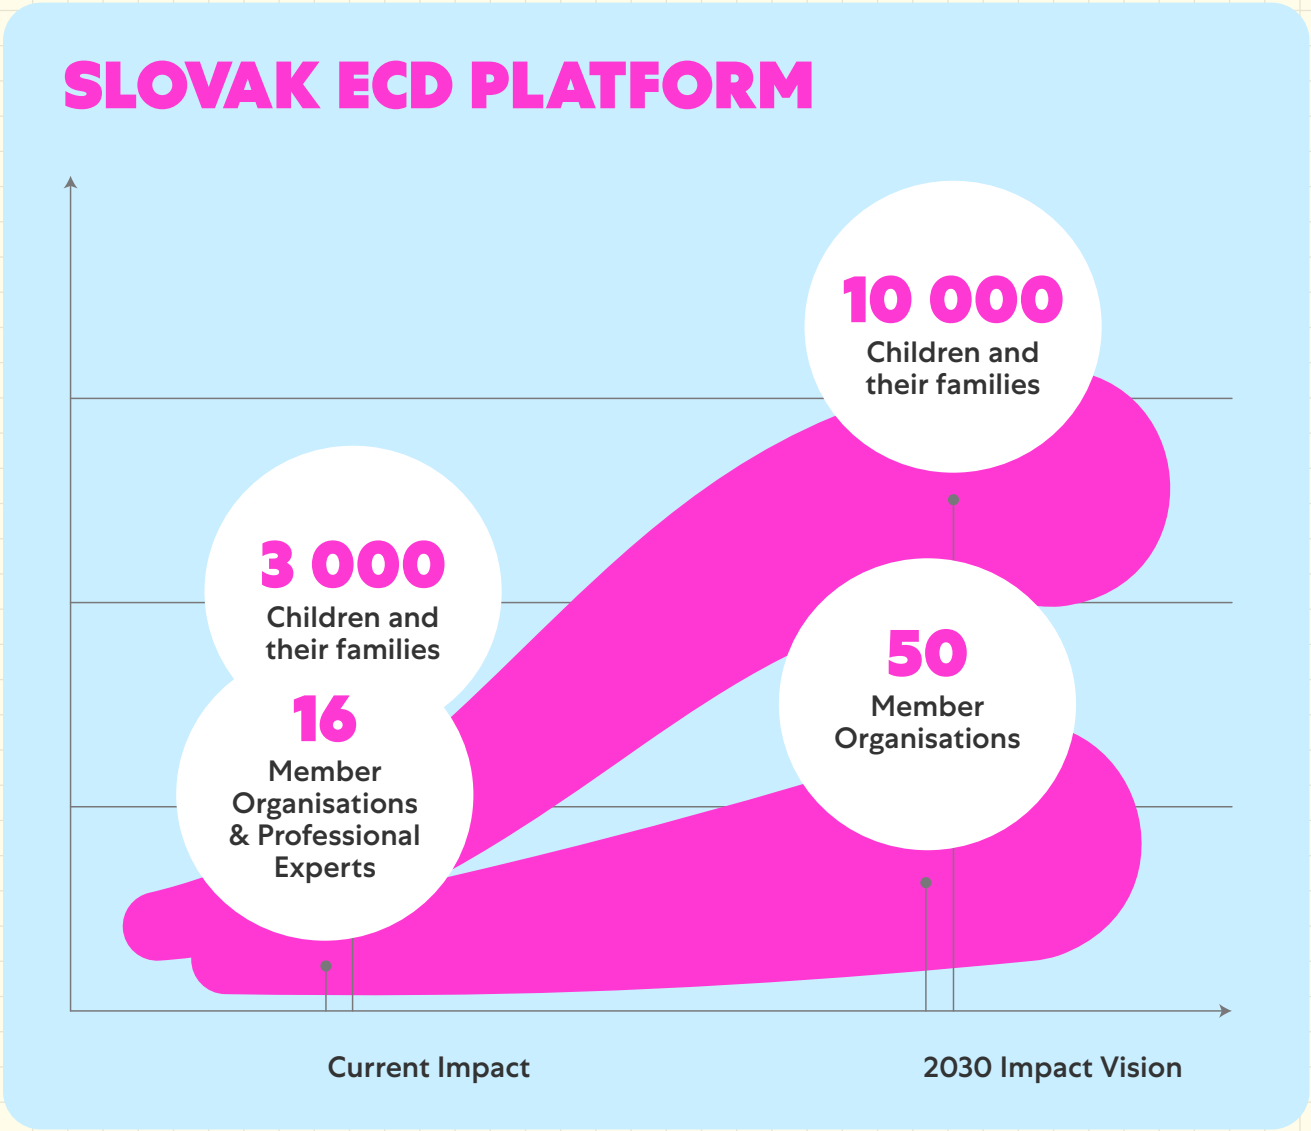 SLOVAK ECD PLATFORM
10 000
Children and
their families
3 000
Children and
their families
50
Member
Organisations
16
Member
Organisations
& Professional
Experts
Current Impact
2030 Impact Vision